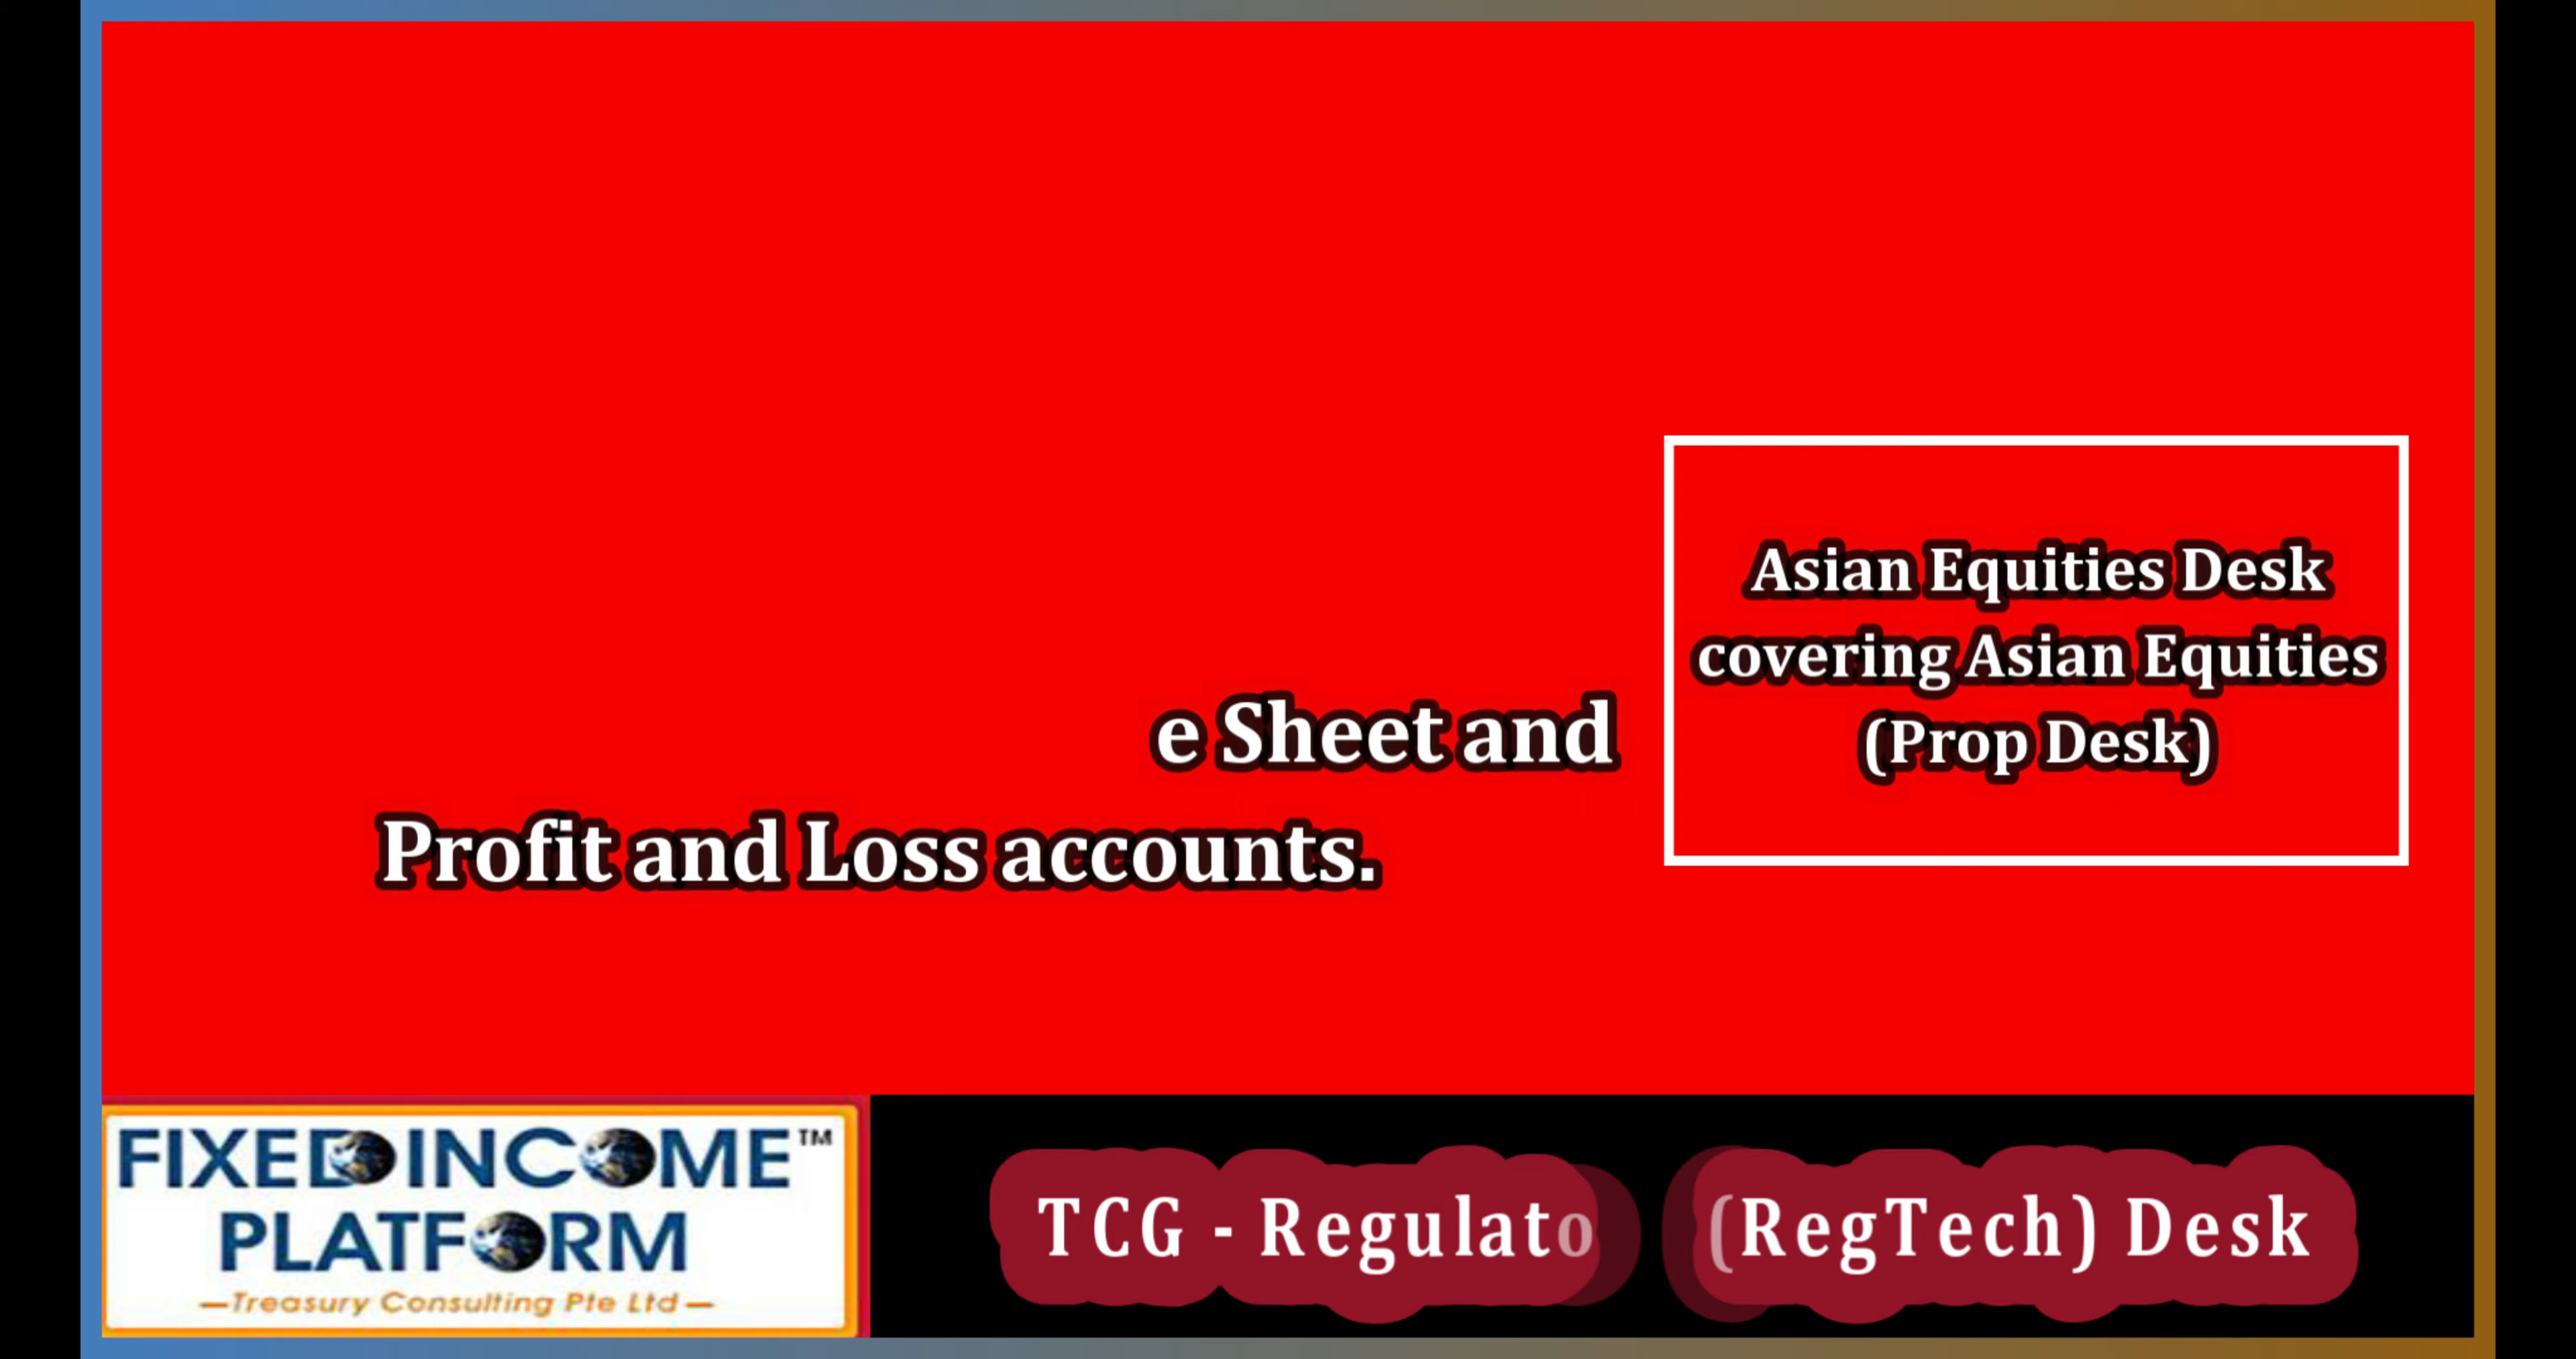 e Sheet and
Profit and Loss accounts.
Asian Equities Desk
covering Asian Equities
(Prop Desk)
FIXED INCOME™
PLATFORM
—Treasury Consulting Pte Ltd—
TCG - Regulato (RegTech) Desk